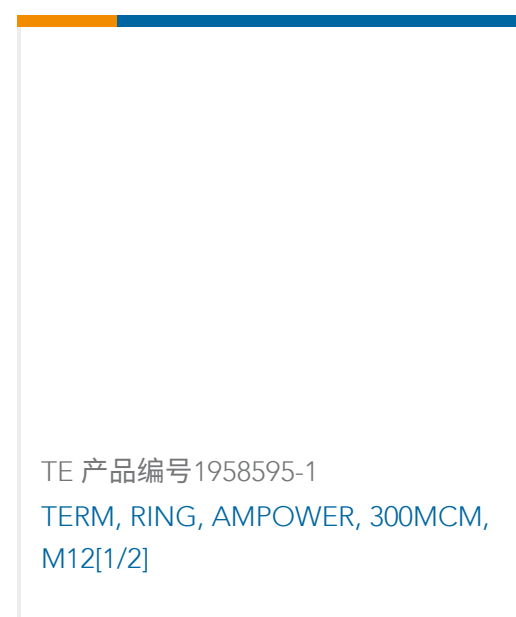 TE 产品编号1958595-1
TERM, RING, AMPOWER, 300MCM,
M12[1/2]